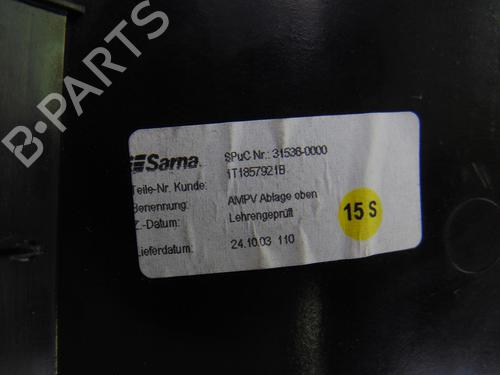 B-PARTS
Sarna
SPuC Nr.: 31536-0000
Teile-Nr. Kunde: 1T1857921B
Benennung: AMPV Ablage oben
Z.-Datum: Lehrengeprüft
Lieferdatum: 24.10.03 110
15 S